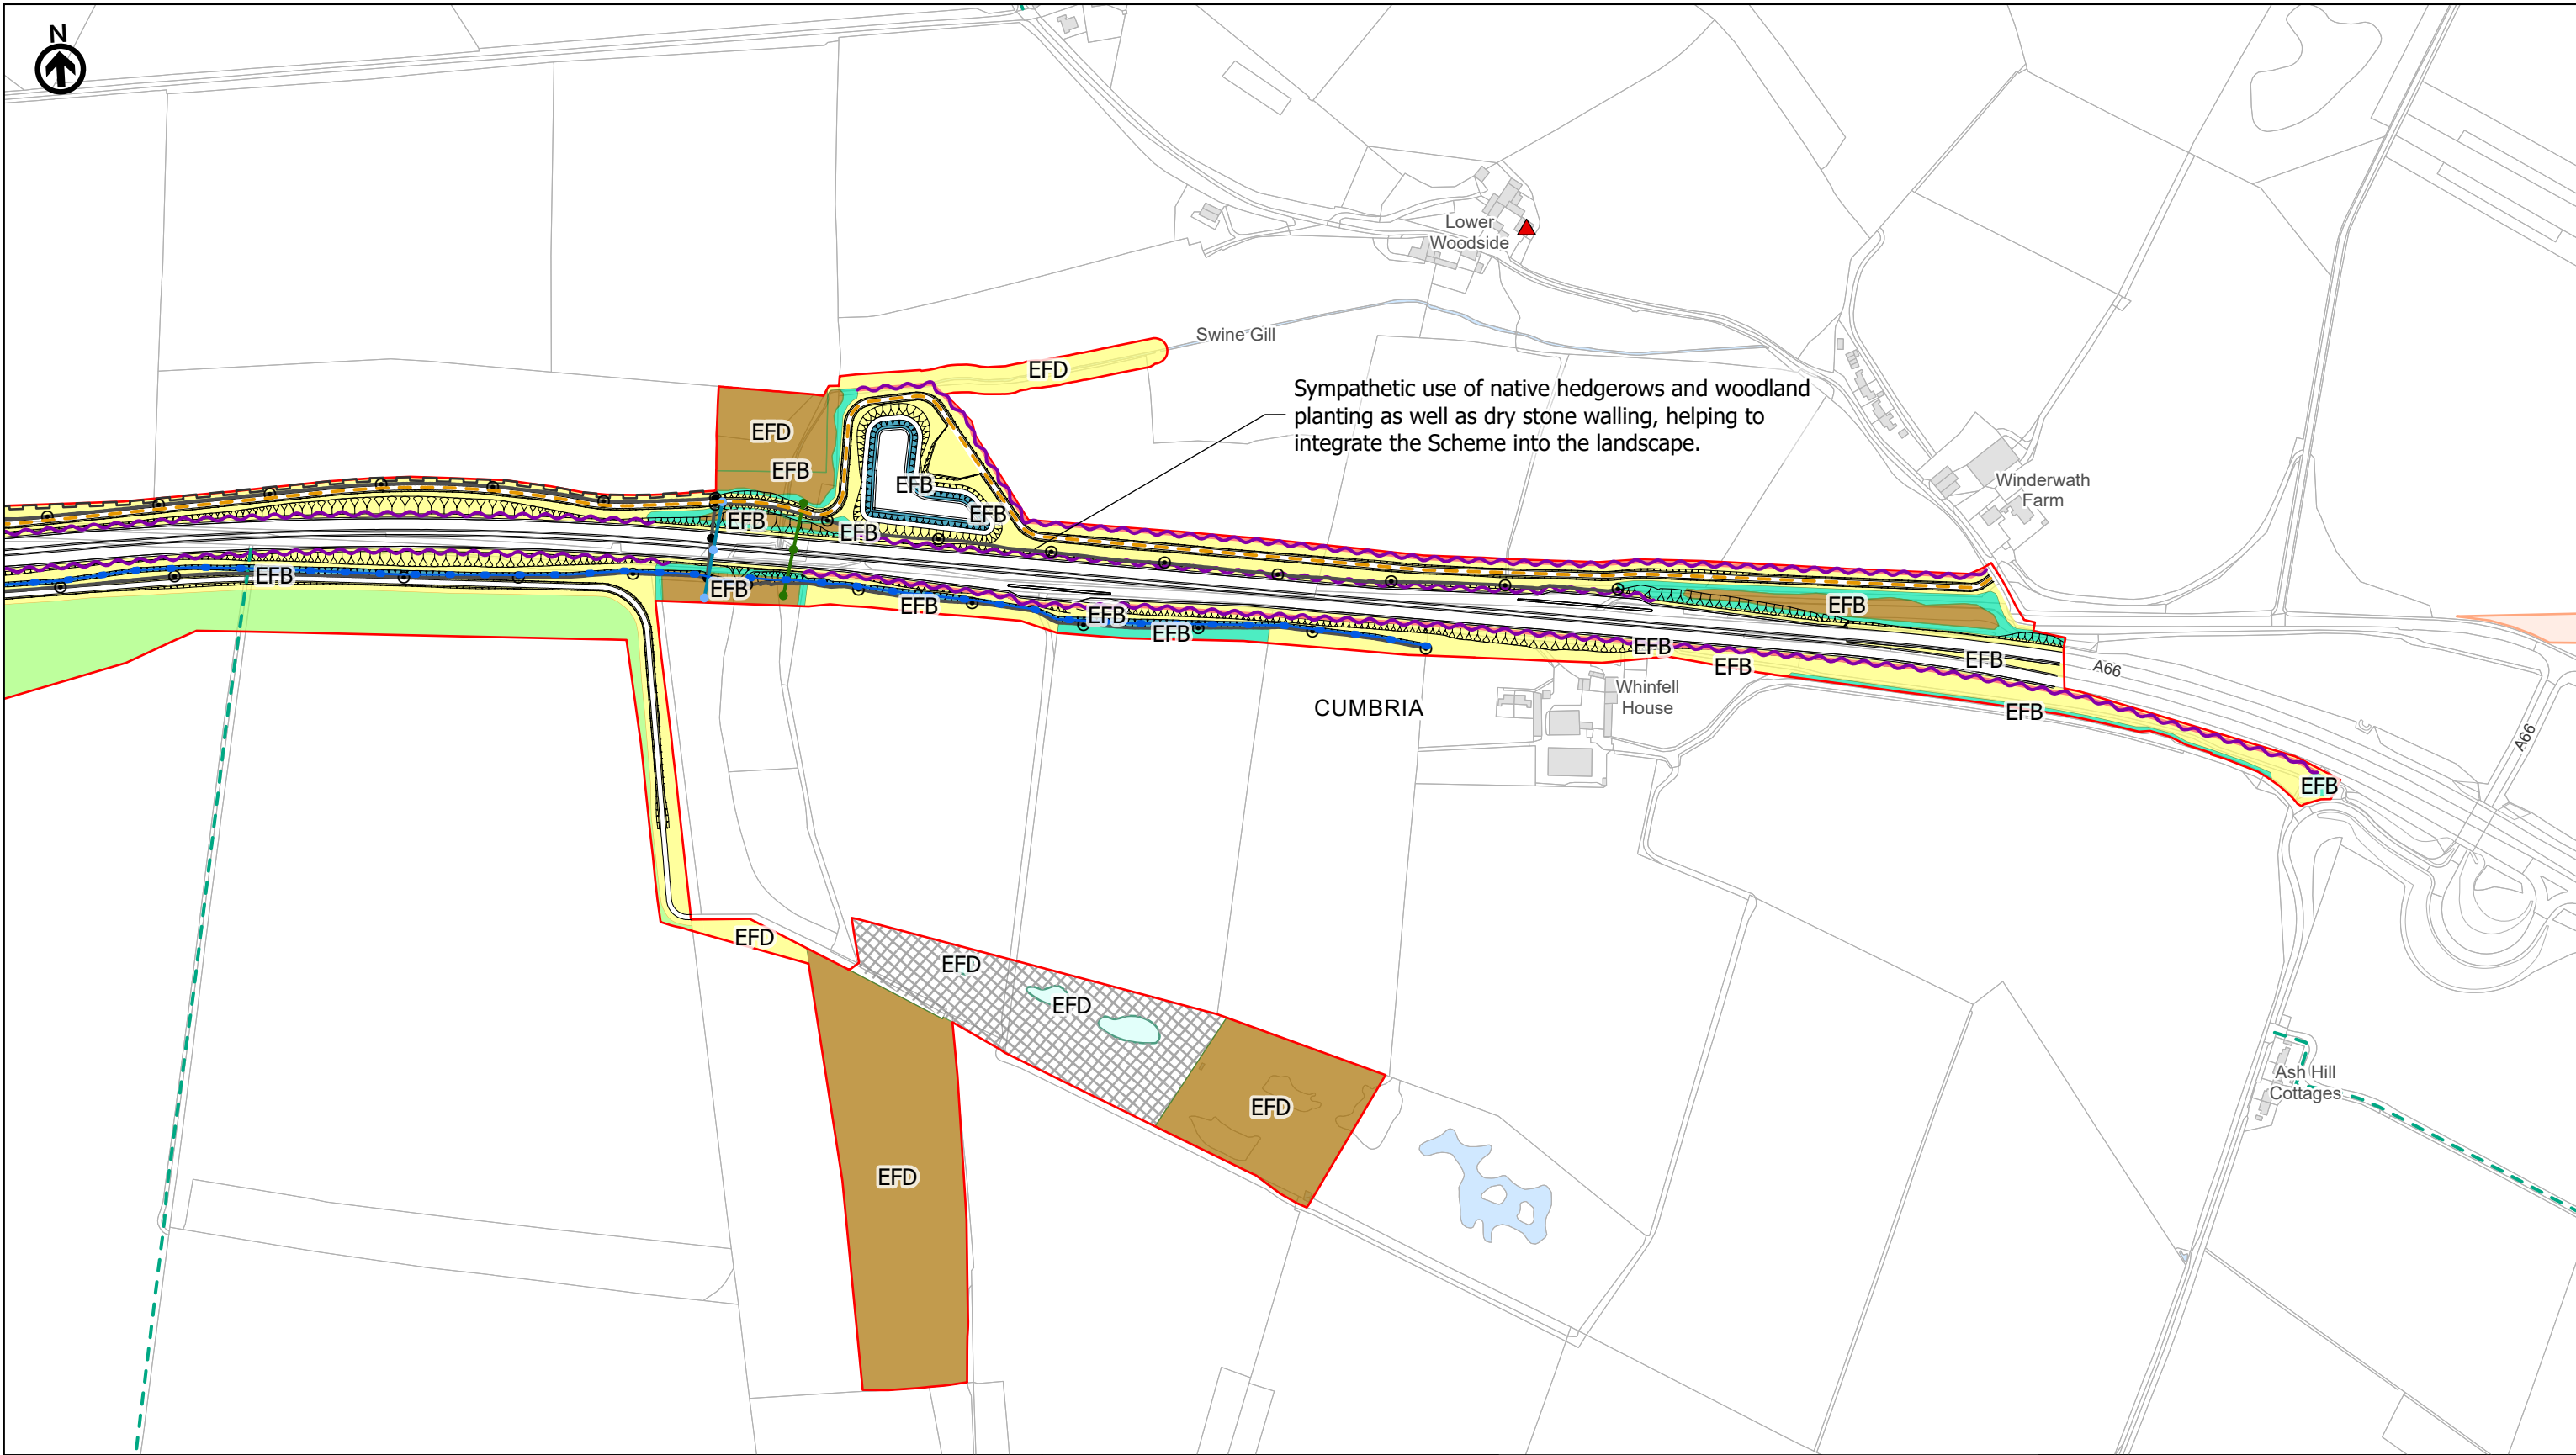 N
Lower
Woodside
Swine Gill
EFD
Sympathetic use of native hedgerows and woodland
planting as well as dry stone walling, helping to
integrate the Scheme into the landscape.
EFD
EFB
EFB
EFB
EFB
EFB
EFB
EFB
EFB
EFB
EFB
EFB
Winderwath
Farm
EFB
EFB
EFB
EFB
A66
EFB
EFB
A66
Whinfell
House
CUMBRIA
EFD
EFD
EFD
EFD
EFD
Ash Hill
Cottages